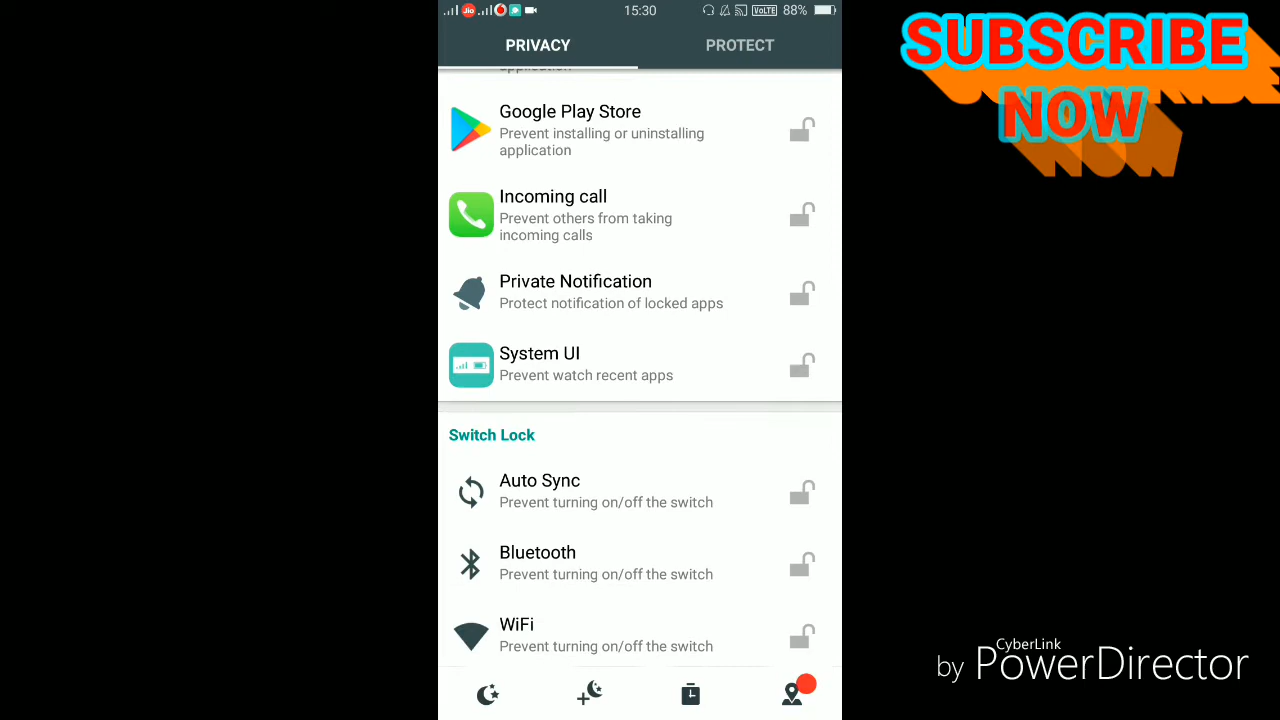 Jio 15:30 VoLTE 88%
SUBSCRIBE
NOW
PRIVACY PROTECT
application
Google Play Store
Prevent installing or uninstalling
application
Incoming call
Prevent others from taking
incoming calls
Private Notification
Protect notification of locked apps
System UI
Prevent watch recent apps
Switch Lock
Auto Sync
Prevent turning on/off the switch
Bluetooth
Prevent turning on/off the switch
WiFi
Prevent turning on/off the switch
by CyberLink
PowerDirector